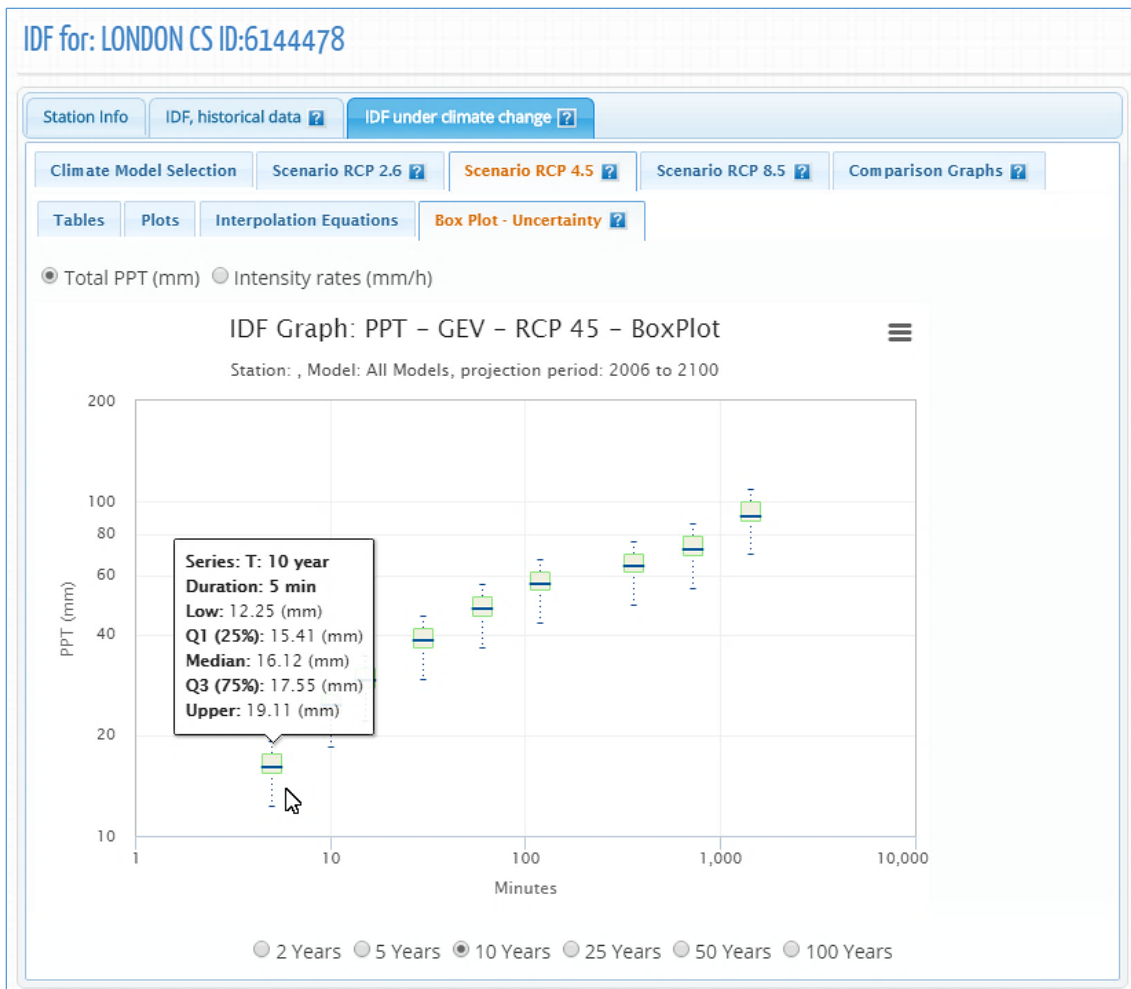 IDF for: LONDON CS ID:6144478
Station Info IDF, historical data ? IDF under climate change ?
Climate Model Selection Scenario RCP 2.6 ? Scenario RCP 4.5 ? Scenario RCP 8.5 ? Comparison Graphs ?
Tables Plots Interpolation Equations Box Plot - Uncertainty ?
Total PPT (mm) Intensity rates (mm/h)
IDF Graph: PPT – GEV – RCP 45 – BoxPlot
Station: , Model: All Models, projection period: 2006 to 2100
200
100
80
60
40
20
10
PPT (mm)
Series: T: 10 year
Duration: 5 min
Low: 12.25 (mm)
Q1 (25%): 15.41 (mm)
Median: 16.12 (mm)
Q3 (75%): 17.55 (mm)
Upper: 19.11 (mm)
1 10 100 1,000 10,000
Minutes
2 Years 5 Years 10 Years 25 Years 50 Years 100 Years